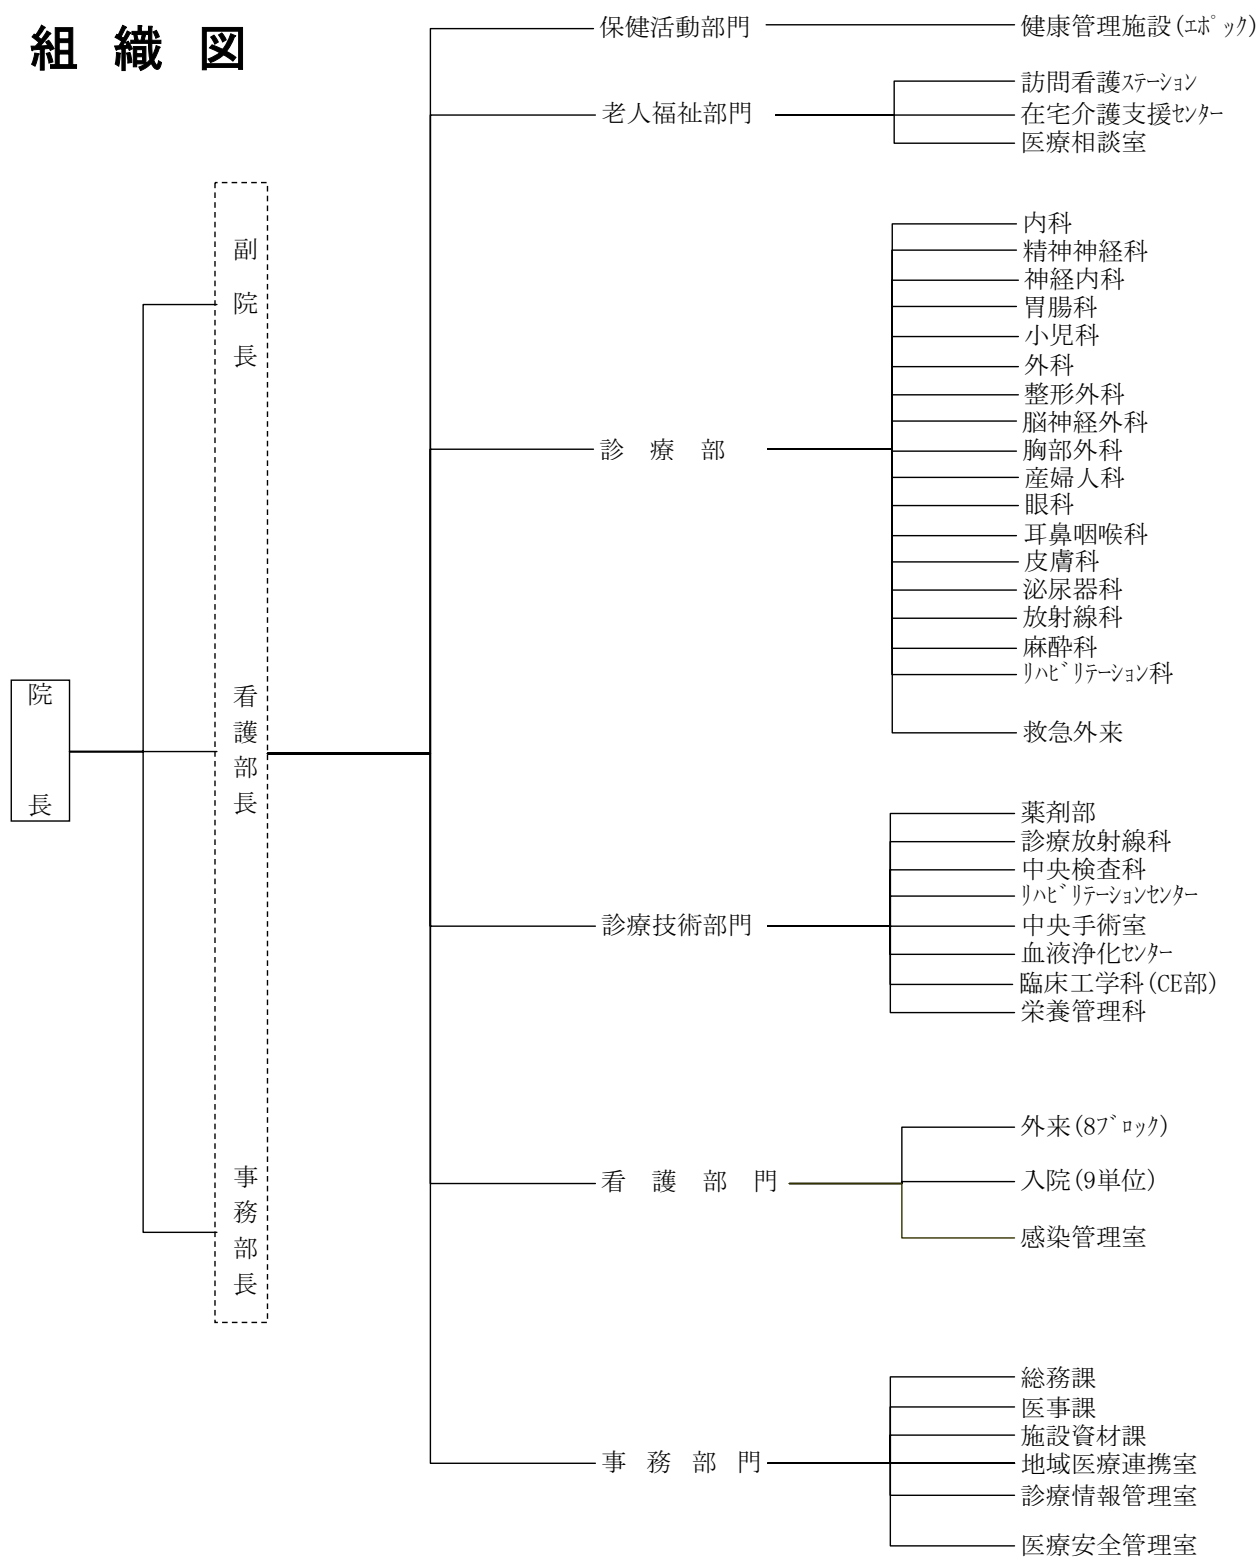 組織図
院長
副院長
看護部長
事務部長
保健活動部門
健康管理施設(ｴﾎﾟｯｸ)
老人福祉部門
訪問看護ｽﾃｰｼｮﾝ
在宅介護支援ｾﾝﾀｰ
医療相談室
診療部
内科
精神神経科
神経内科
胃腸科
小児科
外科
整形外科
脳神経外科
胸部外科
産婦人科
眼科
耳鼻咽喉科
皮膚科
泌尿器科
放射線科
麻酔科
ﾘﾊﾋﾞﾘﾃｰｼｮﾝ科
救急外来
診療技術部門
薬剤部
診療放射線科
中央検査科
ﾘﾊﾋﾞﾘﾃｰｼｮﾝｾﾝﾀｰ
中央手術室
血液浄化ｾﾝﾀｰ
臨床工学科(CE部)
栄養管理科
看護部門
外来(8ﾌﾞﾛｯｸ)
入院(9単位)
感染管理室
事務部門
総務課
医事課
施設資材課
地域医療連携室
診療情報管理室
医療安全管理室